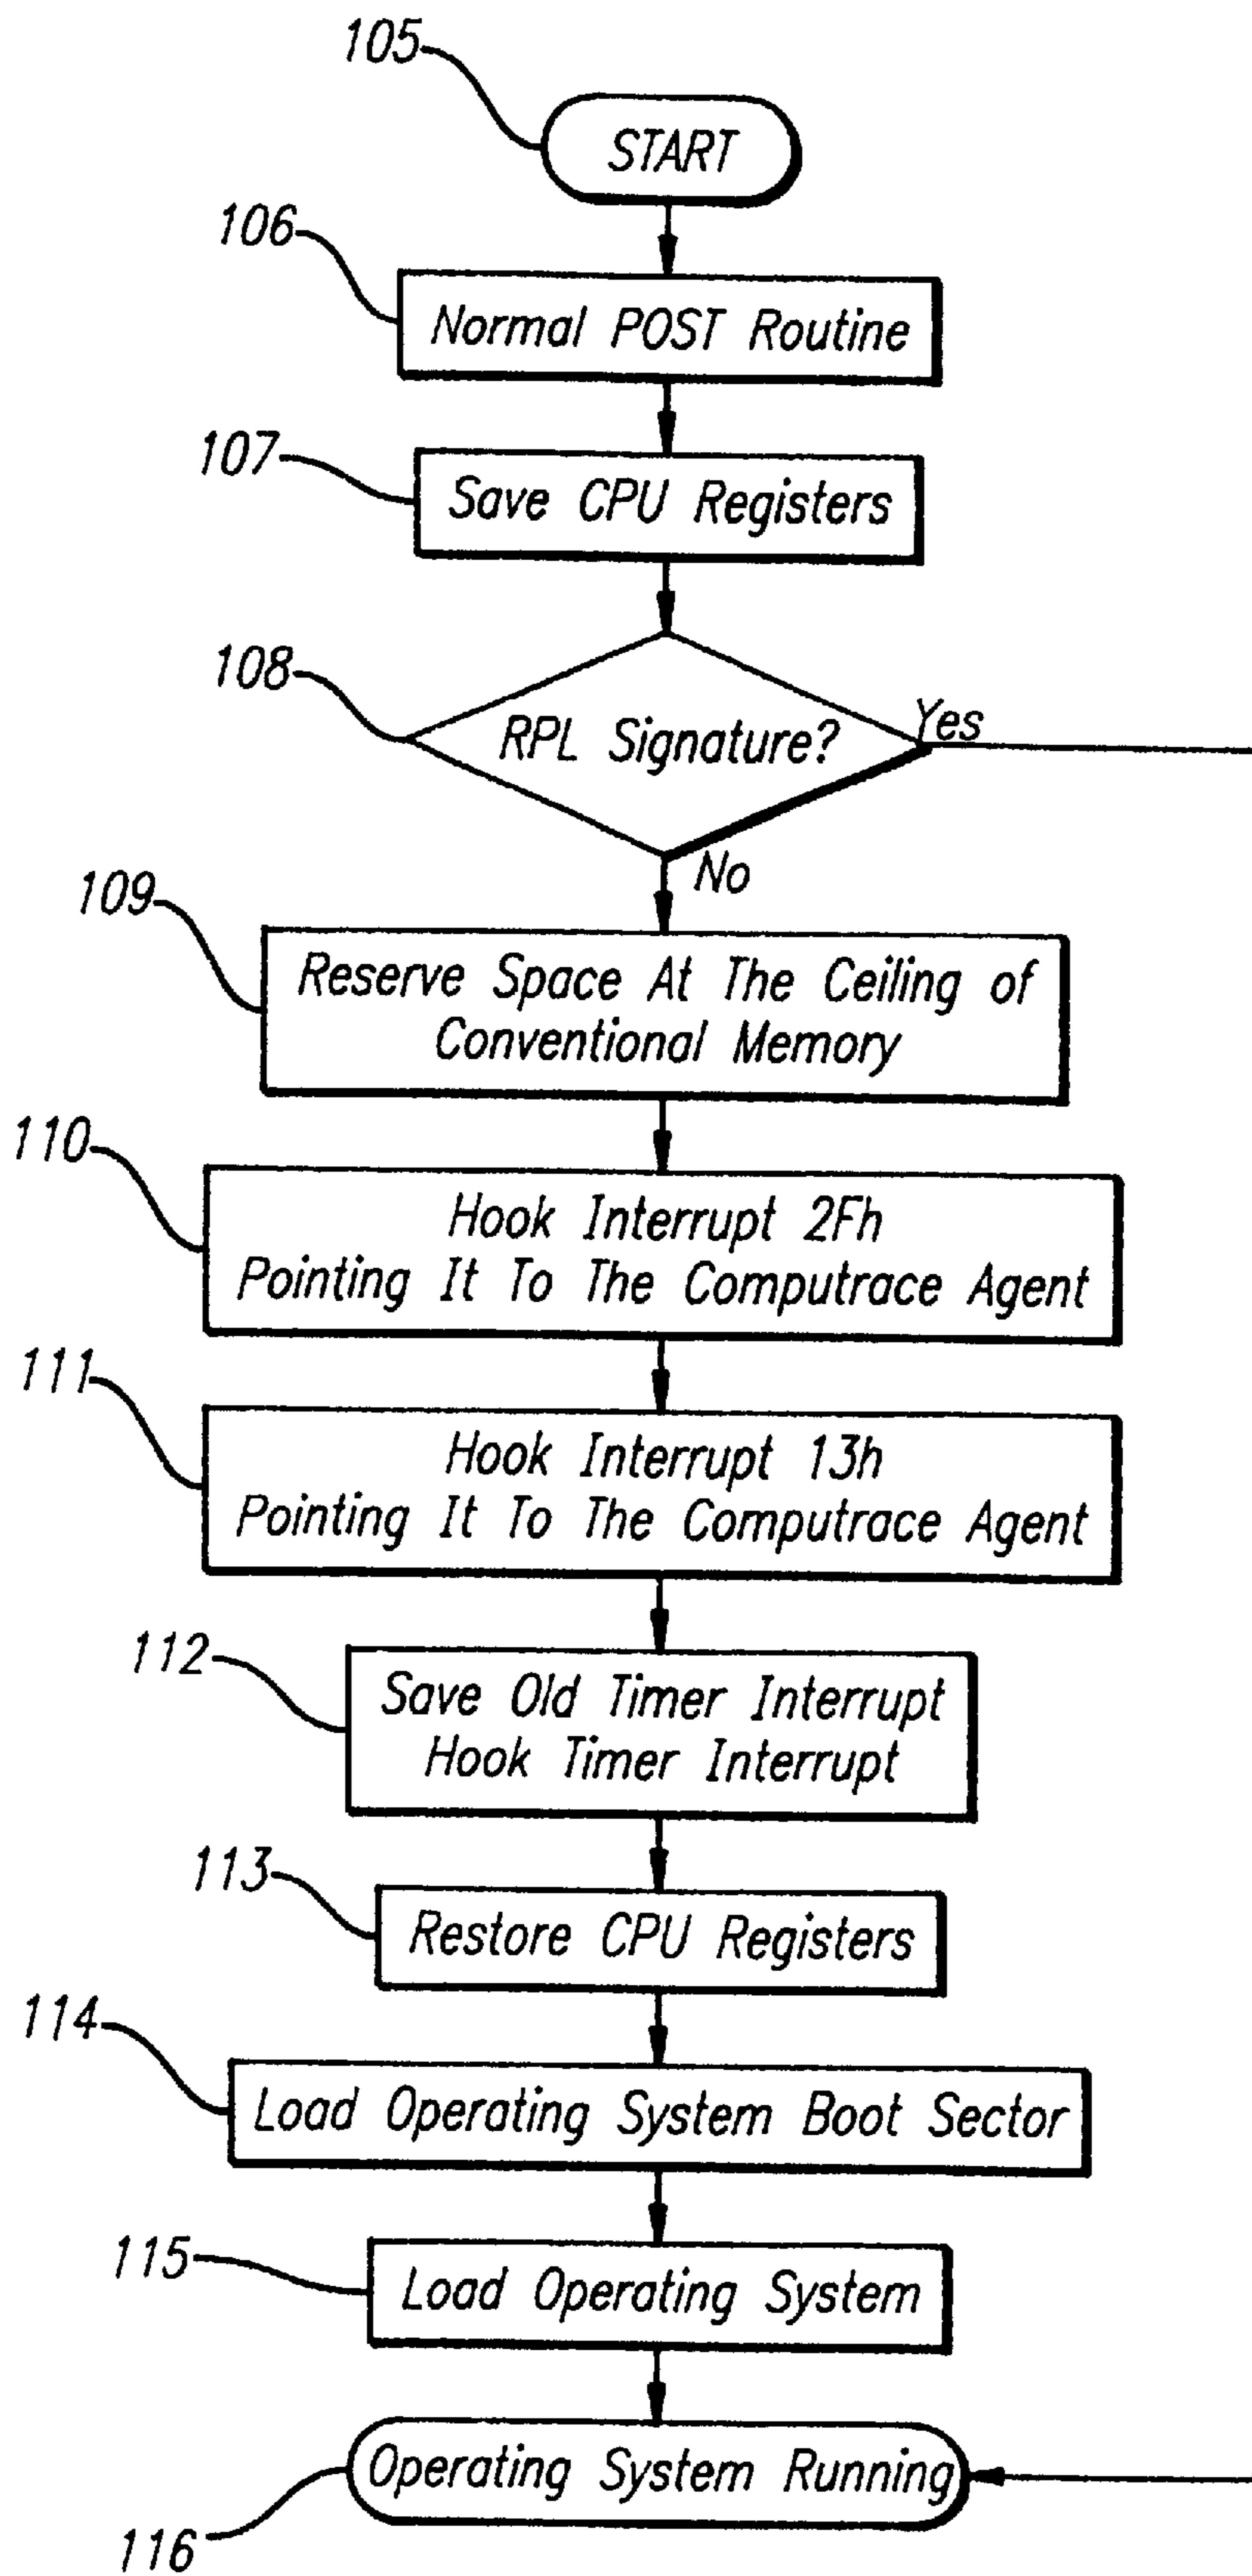 105
START
106
Normal POST Routine
107
Save CPU Registers
108
RPL Signature?
Yes
No
109
Reserve Space At The Ceiling of
Conventional Memory
110
Hook Interrupt 2Fh
Pointing It To The Computrace Agent
111
Hook Interrupt 13h
Pointing It To The Computrace Agent
112
Save Old Timer Interrupt
Hook Timer Interrupt
113
Restore CPU Registers
114
Load Operating System Boot Sector
115
Load Operating System
Operating System Running
116